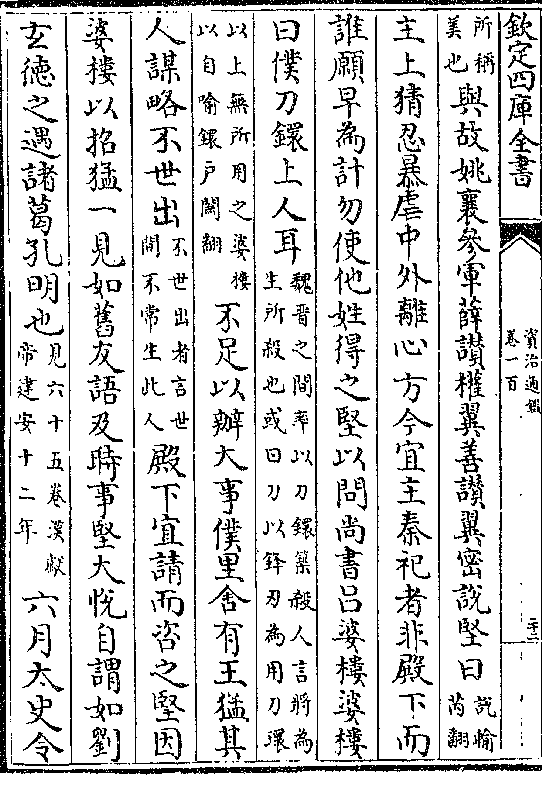 欽定四庫全書
資治通鑑
卷一百
二十二
所稱美也與故姚襄參軍薛讃權翼善讃翼密說堅曰說輸芮翻
主上猜忍暴虐中外離心方今宜主秦祀者非殿下而
誰願早為計勿使他姓得之堅以問尚書吕婆樓婆樓
曰僕刀鐶上人耳魏晉之間率以刀鐶築殺人言將為生所殺也或曰刀以鋒刃為用刀環
以上無所用之婆樓以自喻鐶户關翻不足以辦大事僕里舍有王猛其
人謀略不世出不世出者言世間不常生此人殿下宜請而咨之堅因
婆樓以招猛一見如舊友語及時事堅大悅自謂如劉
玄德之遇諸葛孔明也見六十五卷漢獻帝建安十二年六月太史令